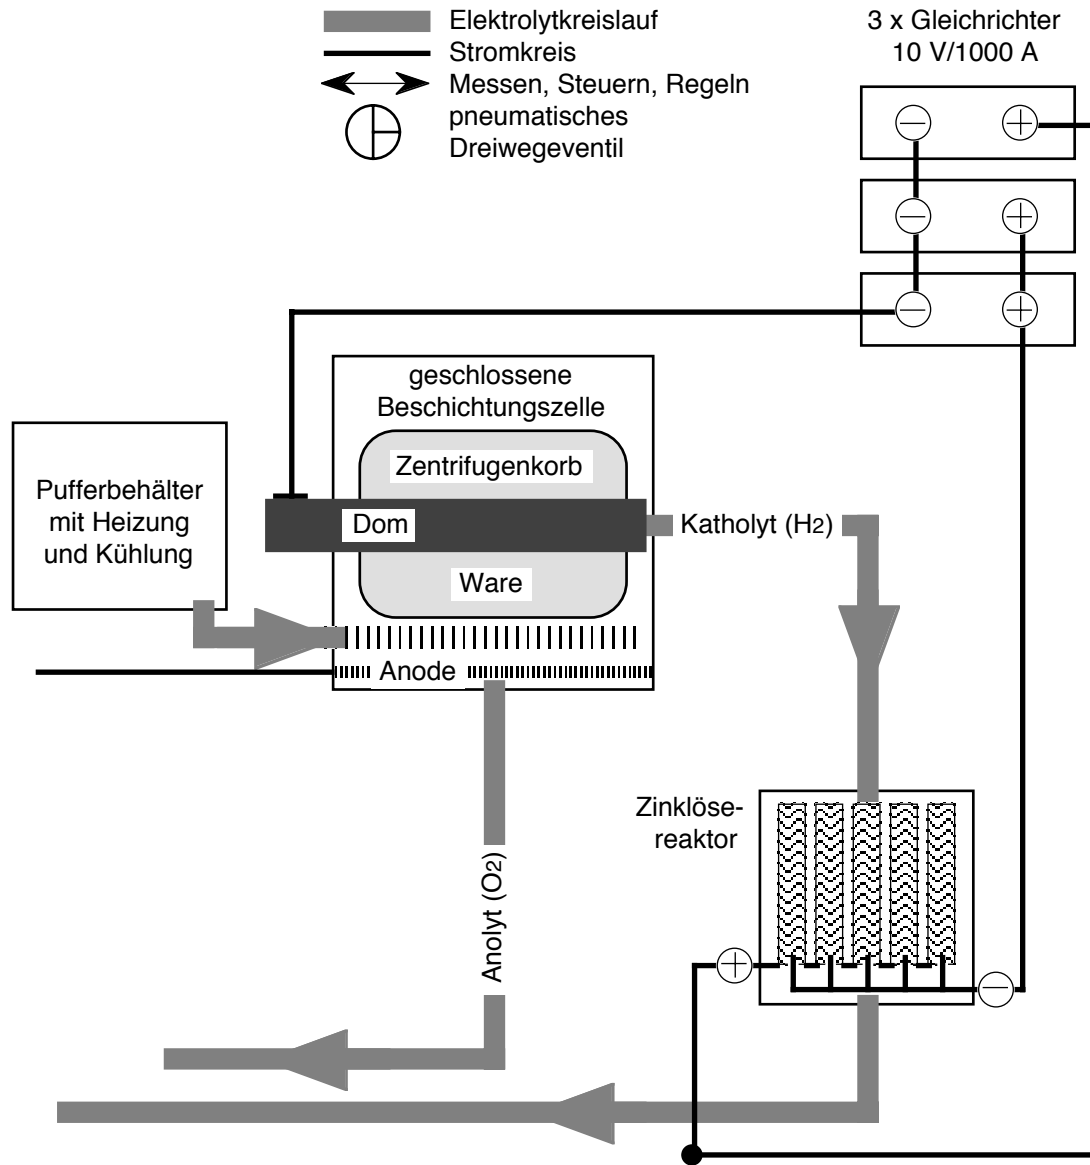 Elektrolytkreislauf
Stromkreis
Messen, Steuern, Regeln
pneumatisches
Dreiwegeventil
3 x Gleichrichter
10 V/1000 A
geschlossene
Beschichtungszelle
Zentrifugenkorb
Pufferbehälter
mit Heizung
und Kühlung
Dom
Katholyt (H2)
Ware
Anode
Zinklöse-
reaktor
Anolyt (O2)